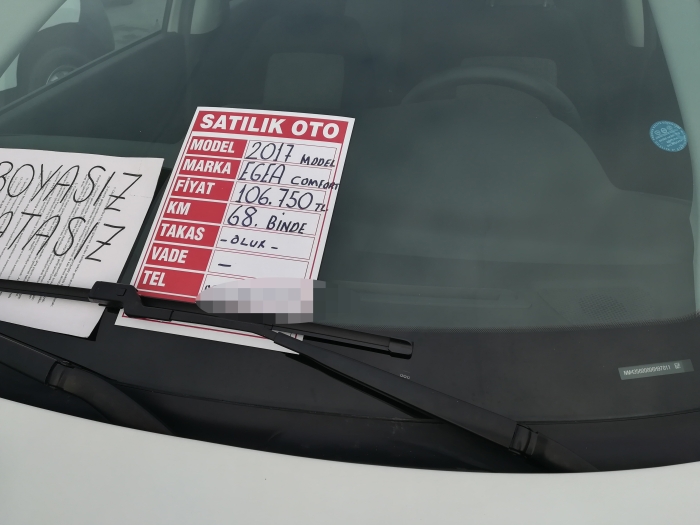 SATILIK OTO
MODEL 2017 MODEL
MARKA EGEA COMFORT
FİYAT 106.750 TL
KM 68. BİNDE
TAKAS - OLUR -
VADE –
TEL
BOYASIZ
ATASIZ